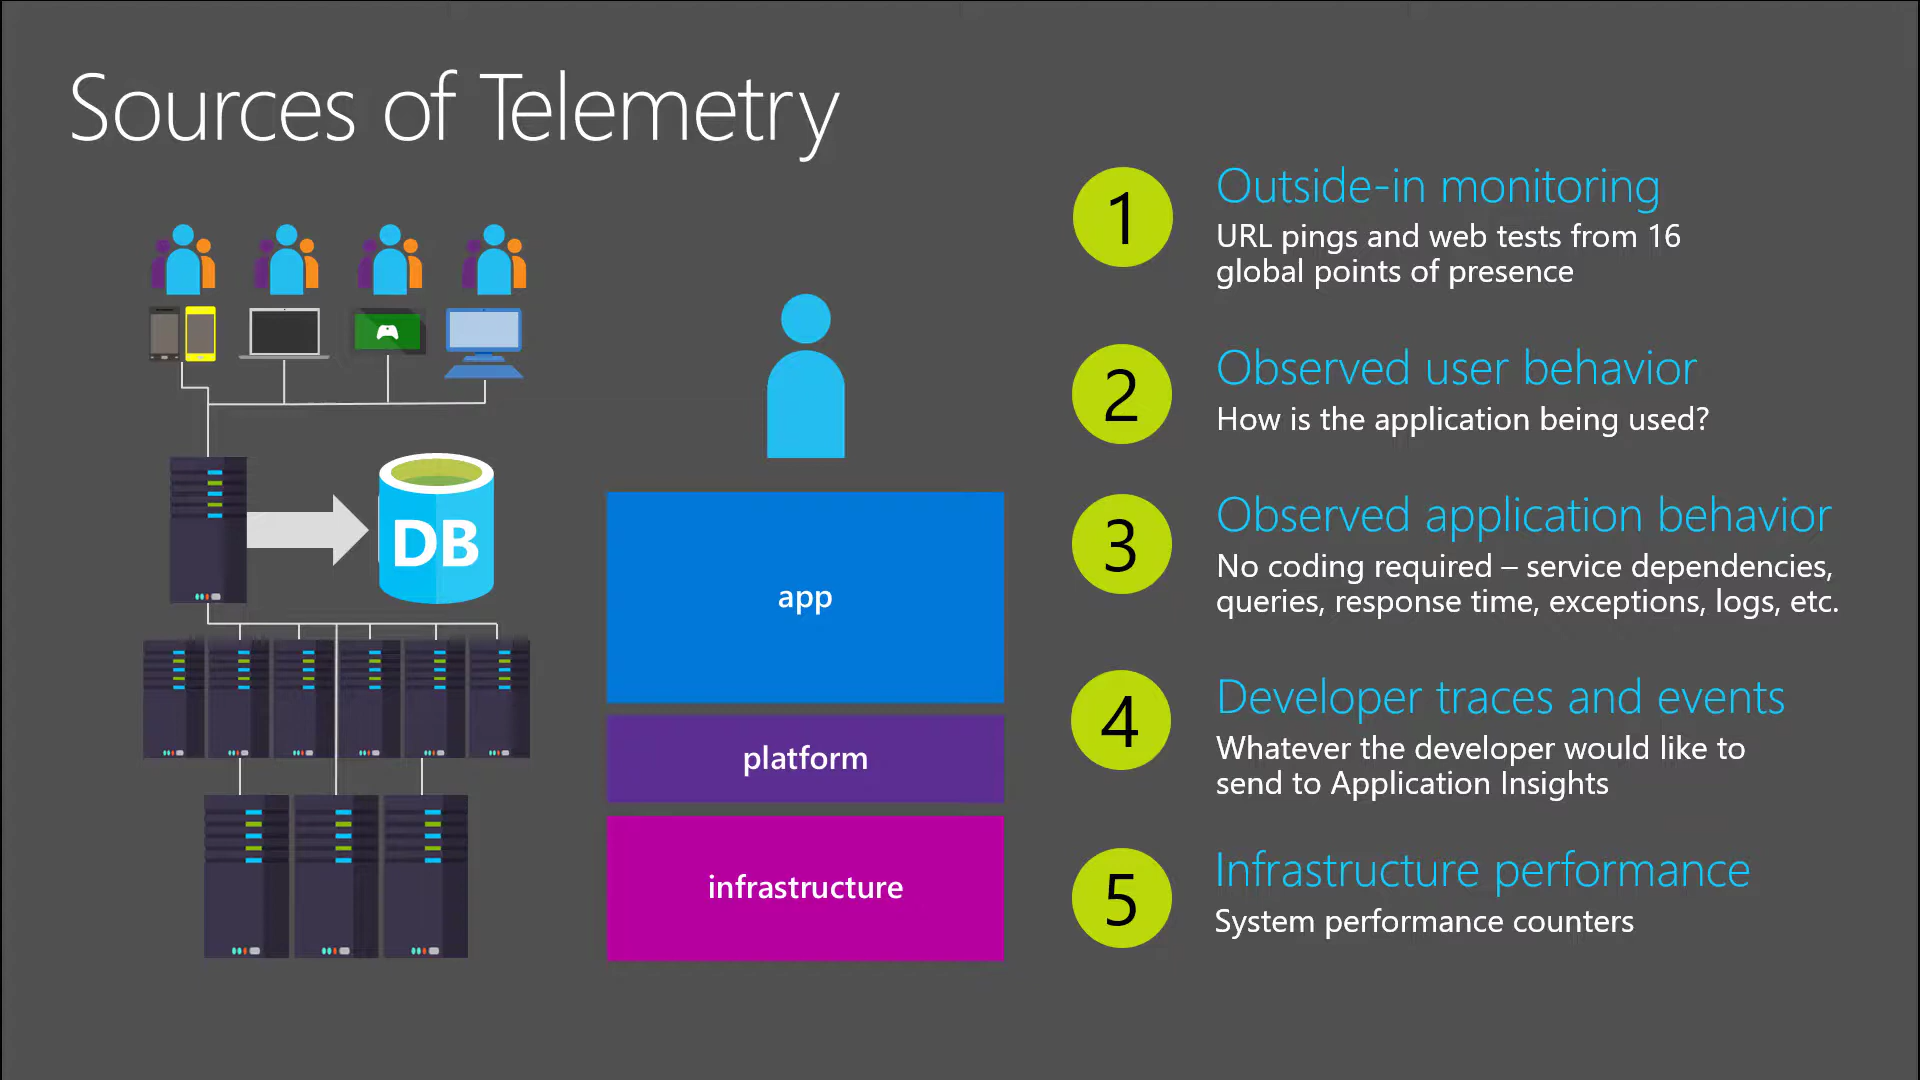 Sources of Telemetry
DB
app
platform
infrastructure
1
Outside-in monitoring
URL pings and web tests from 16
global points of presence
2
Observed user behavior
How is the application being used?
3
Observed application behavior
No coding required – service dependencies,
queries, response time, exceptions, logs, etc.
4
Developer traces and events
Whatever the developer would like to
send to Application Insights
5
Infrastructure performance
System performance counters